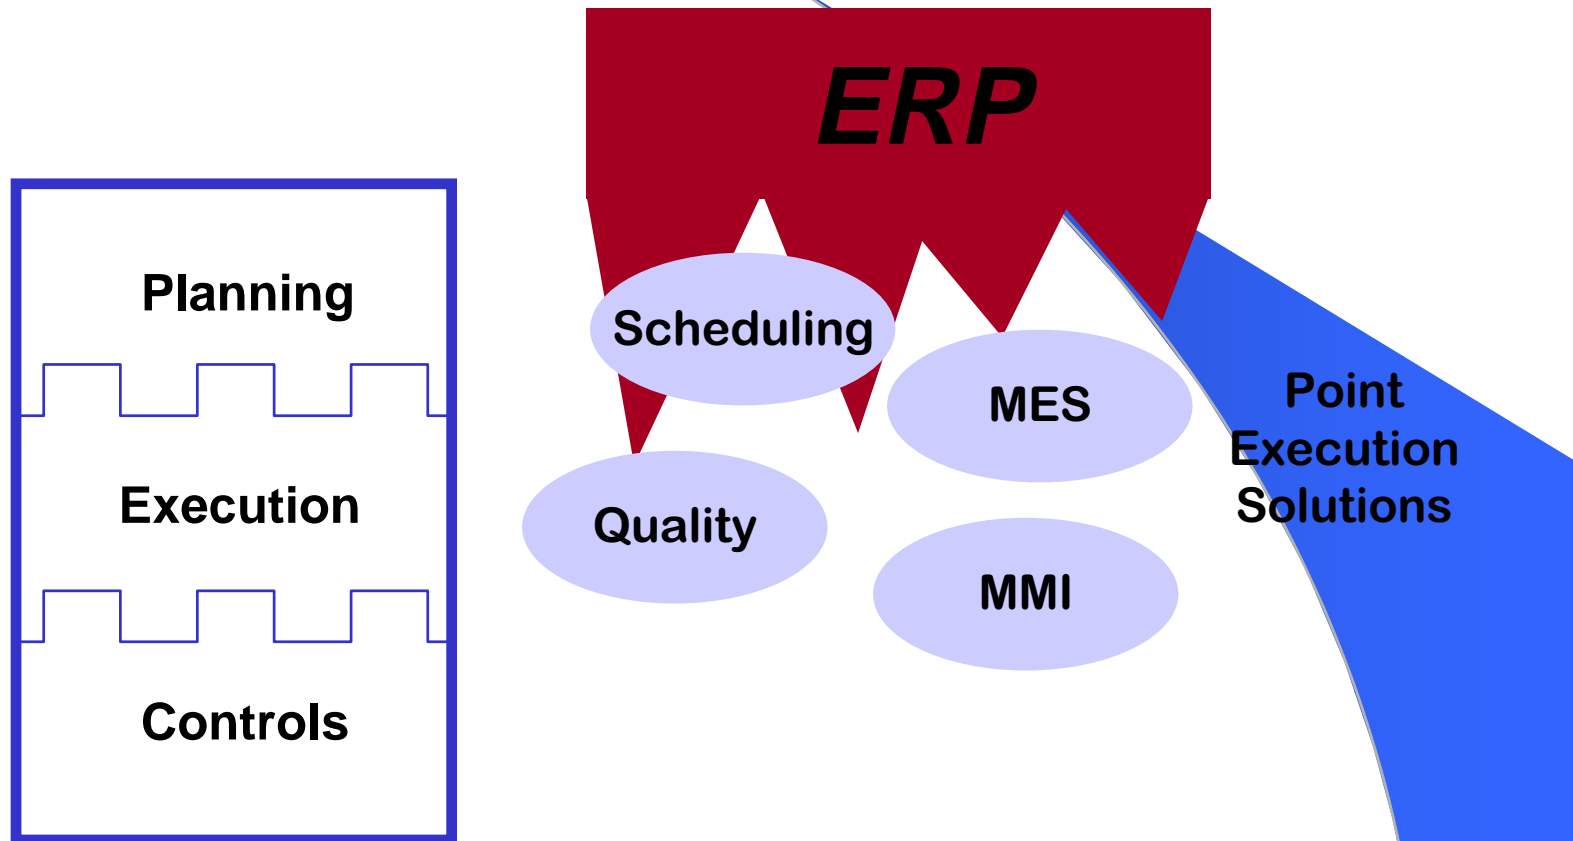 ERP
Planning
Execution
Controls
Scheduling
MES
Quality
MMI
Point
Execution
Solutions